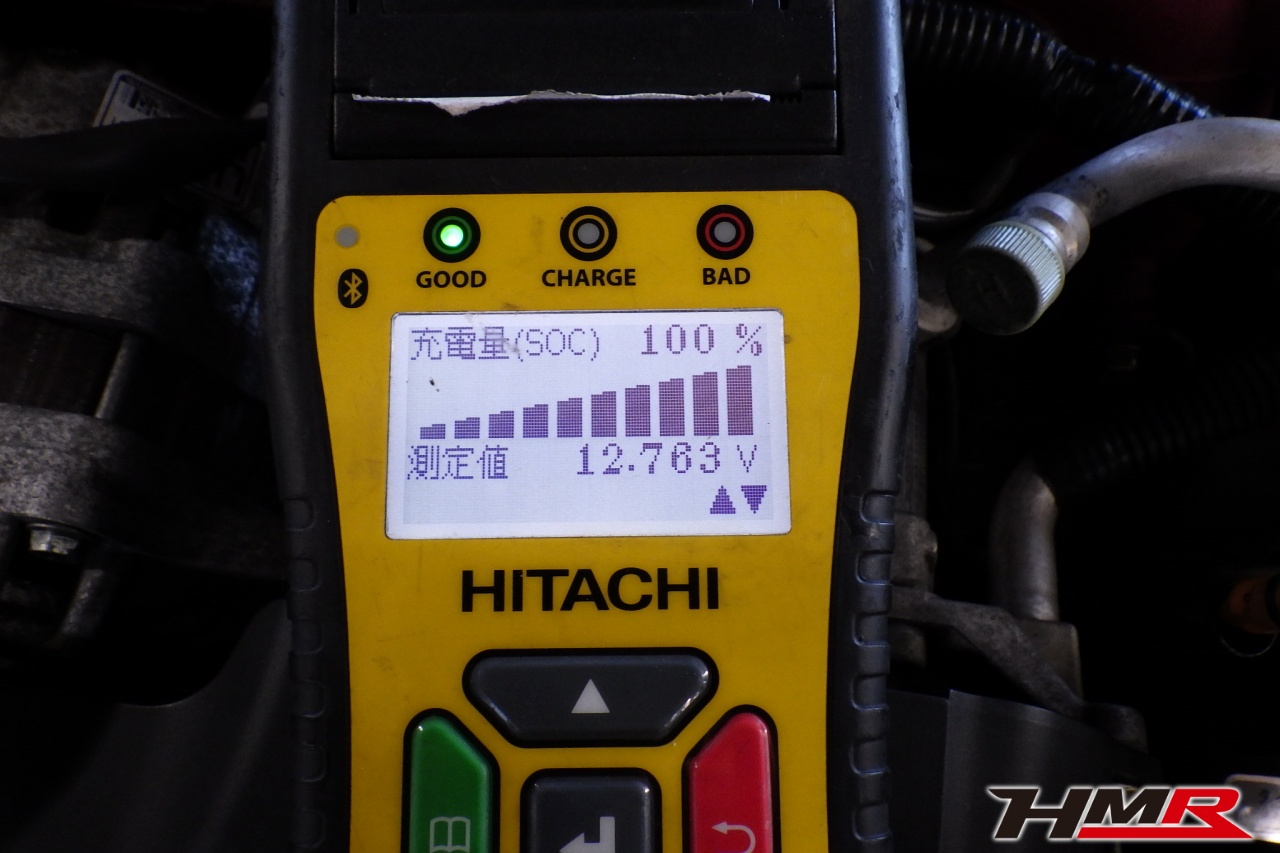 GOOD CHARGE BAD
充電量(SOC) 100 %
測定値 12.763 V
HITACHI
HMR